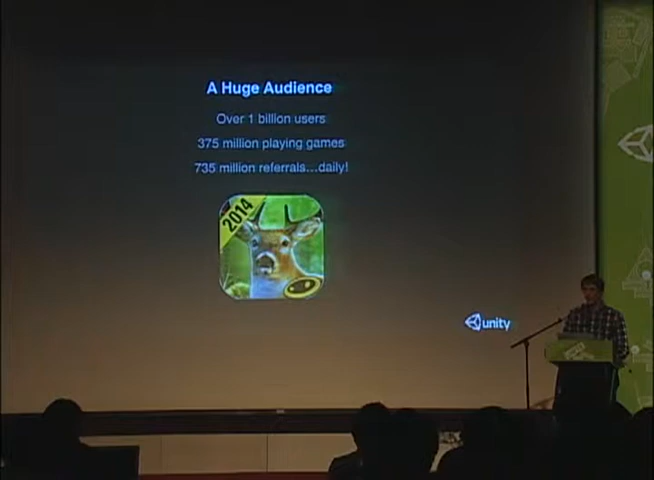 A Huge Audience
Over 1 billion users
375 million playing games
735 million referrals...daily!
2014
unity